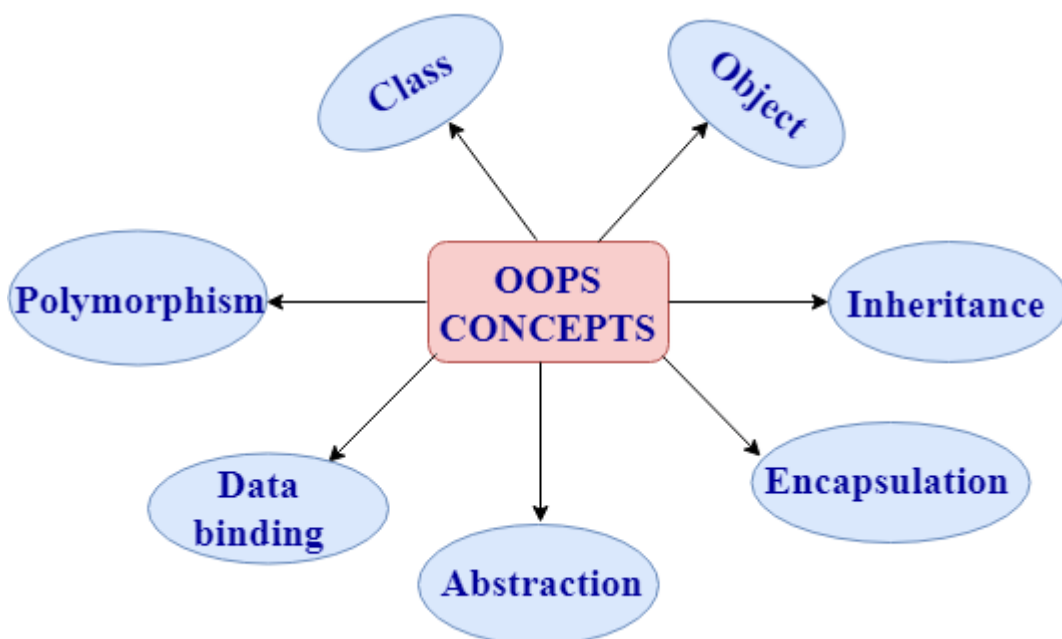 Class
Object
OOPS
CONCEPTS
Polymorphism
Inheritance
Data
binding
Encapsulation
Abstraction